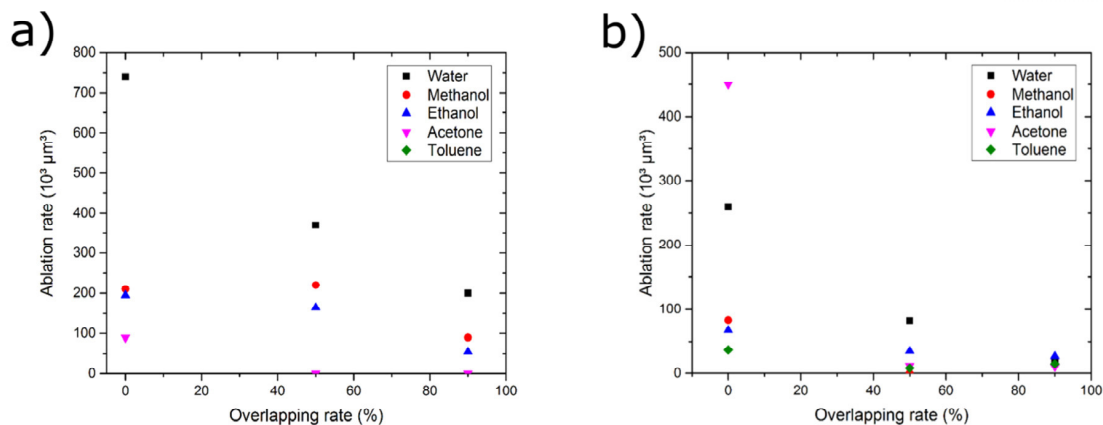 a)
Ablation rate (10³ μm³)
800
700
600
500
400
300
200
100
0
Water
Methanol
Ethanol
Acetone
Toluene
0 20 40 60 80 100
Overlapping rate (%)
b)
Ablation rate (10³ μm³)
500
400
300
200
100
0
Water
Methanol
Ethanol
Acetone
Toluene
0 20 40 60 80 100
Overlapping rate (%)